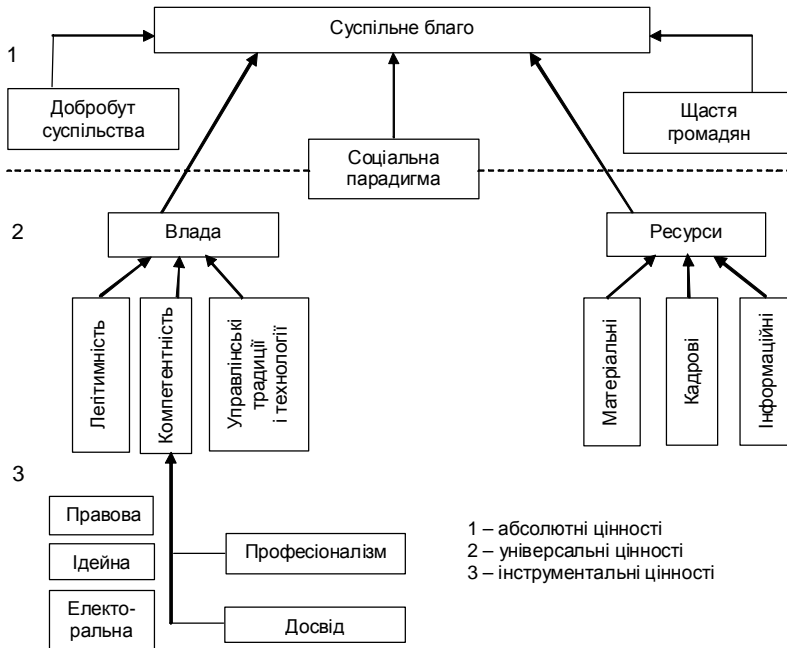 Суспільне благо
1
Добробут
суспільства
Щастя
громадян
Соціальна
парадигма
2
Влада
Ресурси
Легітимність
Компетентність
Управлінські
традиції
і технології
Матеріальні
Кадрові
Інформаційні
3
Правова
Ідейна
Електо-
ральна
Професіоналізм
Досвід
1 – абсолютні цінності
2 – універсальні цінності
3 – інструментальні цінності